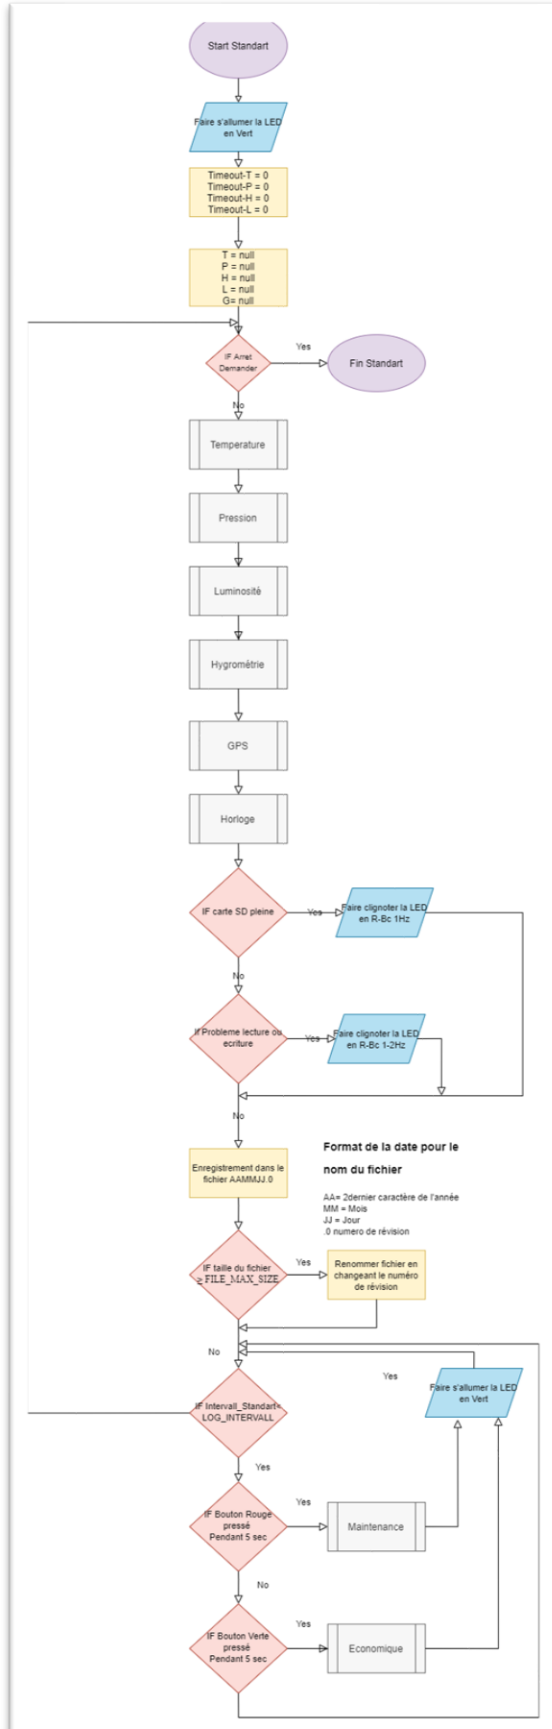 Start Standart
Faire s'allumer la LED
en Vert
Timeout-T = 0
Timeout-P = 0
Timeout-H = 0
Timeout-L = 0
T = null
P = null
H = null
L = null
G= null
IF Arret
Demander
Yes
Fin Standart
No
Temperature
Pression
Luminosité
Hygromètrie
GPS
Horloge
IF carte SD pleine
Yes
Faire clignoter la LED
en R-Bc 1Hz
No
If Probleme lecture ou
ecriture
Yes
Faire clignoter la LED
en R-Bc 1-2Hz
No
Enregistrement dans le
fichier AAMMJJ.0
Format de la date pour le
nom du fichier
AA= 2dernier caractère de l'année
MM = Mois
JJ = Jour
.0 numero de révision
IF taille du fichier
≥ FILE_MAX_SIZE
Yes
Renommer fichier en
changeant le numéro
de révision
No
Yes
Faire s'allumer la LED
en Vert
IF Intervall_Standart<
LOG_INTERVALL
Yes
IF Bouton Rouge
pressé
Pendant 5 sec
Yes
Maintenance
No
IF Bouton Verte
pressé
Pendant 5 sec
Yes
Economique